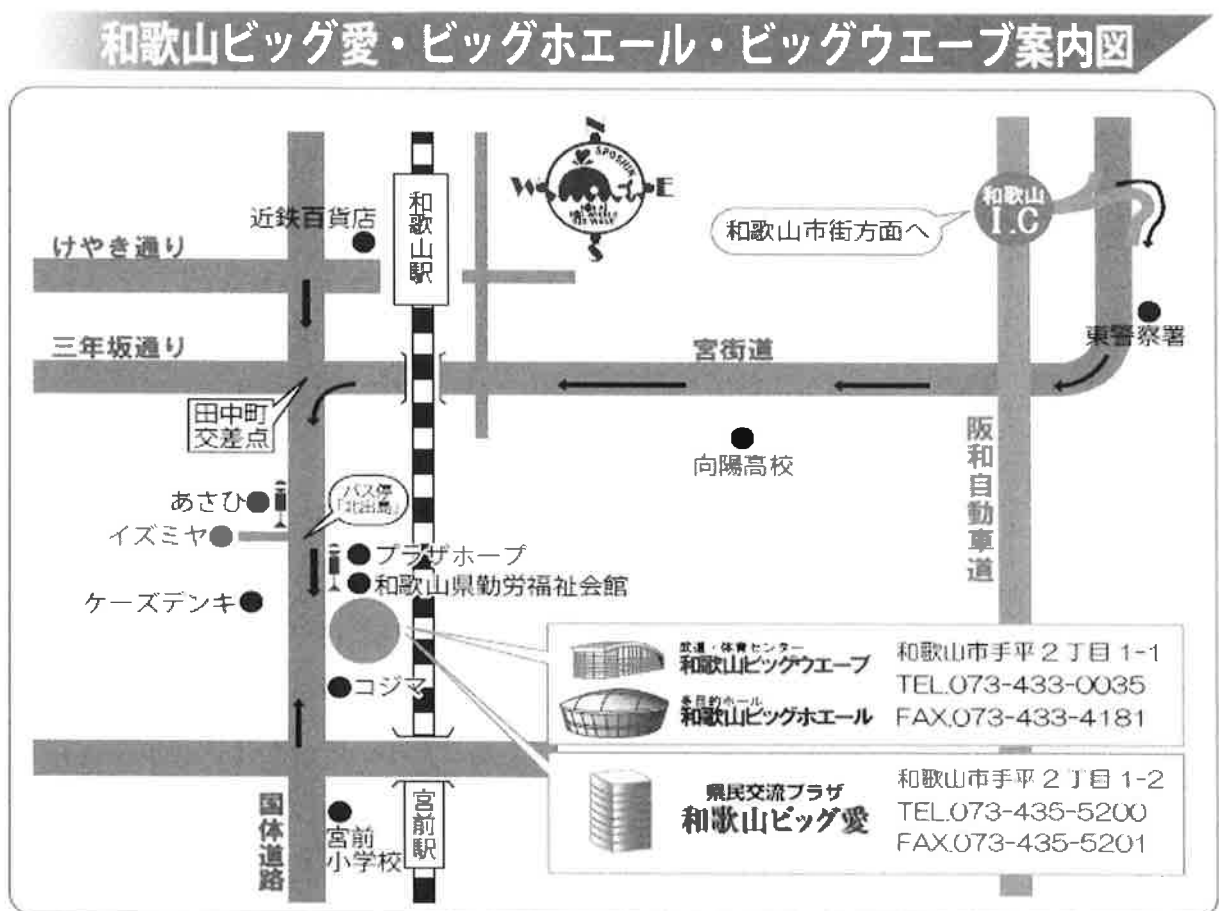 和歌山ビッグ愛・ビッグホエール・ビッグウエーブ案内図
N
SPOSHIN
W
E
S
和歌山
I.C
和歌山市街方面へ
近鉄百貨店
和歌山駅
けやき通り
東警察署
三年坂通り
宮街道
田中町
交差点
向陽高校
阪和自動車道
あさひ
バス停
「北出島」
イズミヤ
プラザホープ
和歌山県勤労福祉会館
ケーズデンキ
コジマ
武道・体育センター
和歌山ビッグウエーブ
多目的ホール
和歌山ビッグホエール
和歌山市手平2丁目1-1
TEL.073-433-0035
FAX.073-433-4181
県民交流プラザ
和歌山ビッグ愛
和歌山市手平2丁目1-2
TEL.073-435-5200
FAX.073-435-5201
国体道路
宮前
小学校
宮前駅